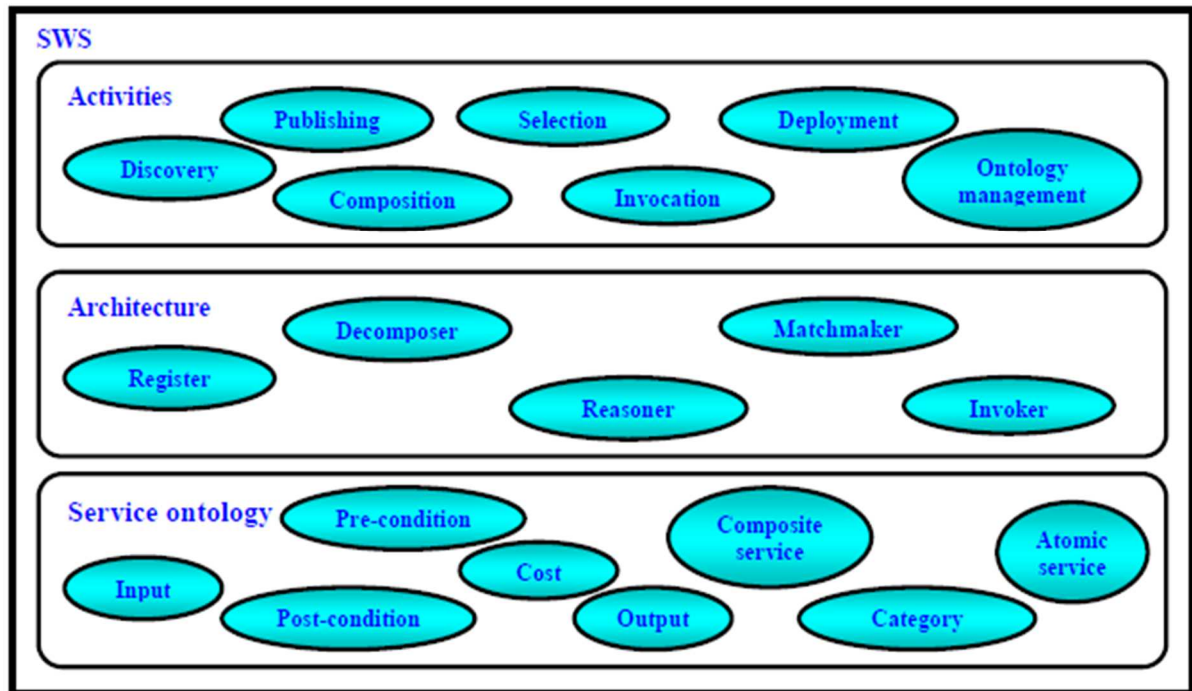 SWS
Activities
Publishing
Selection
Deployment
Discovery
Composition
Invocation
Ontology
management
Architecture
Decomposer
Matchmaker
Register
Reasoner
Invoker
Service ontology
Pre-condition
Composite
service
Atomic
service
Input
Cost
Post-condition
Output
Category